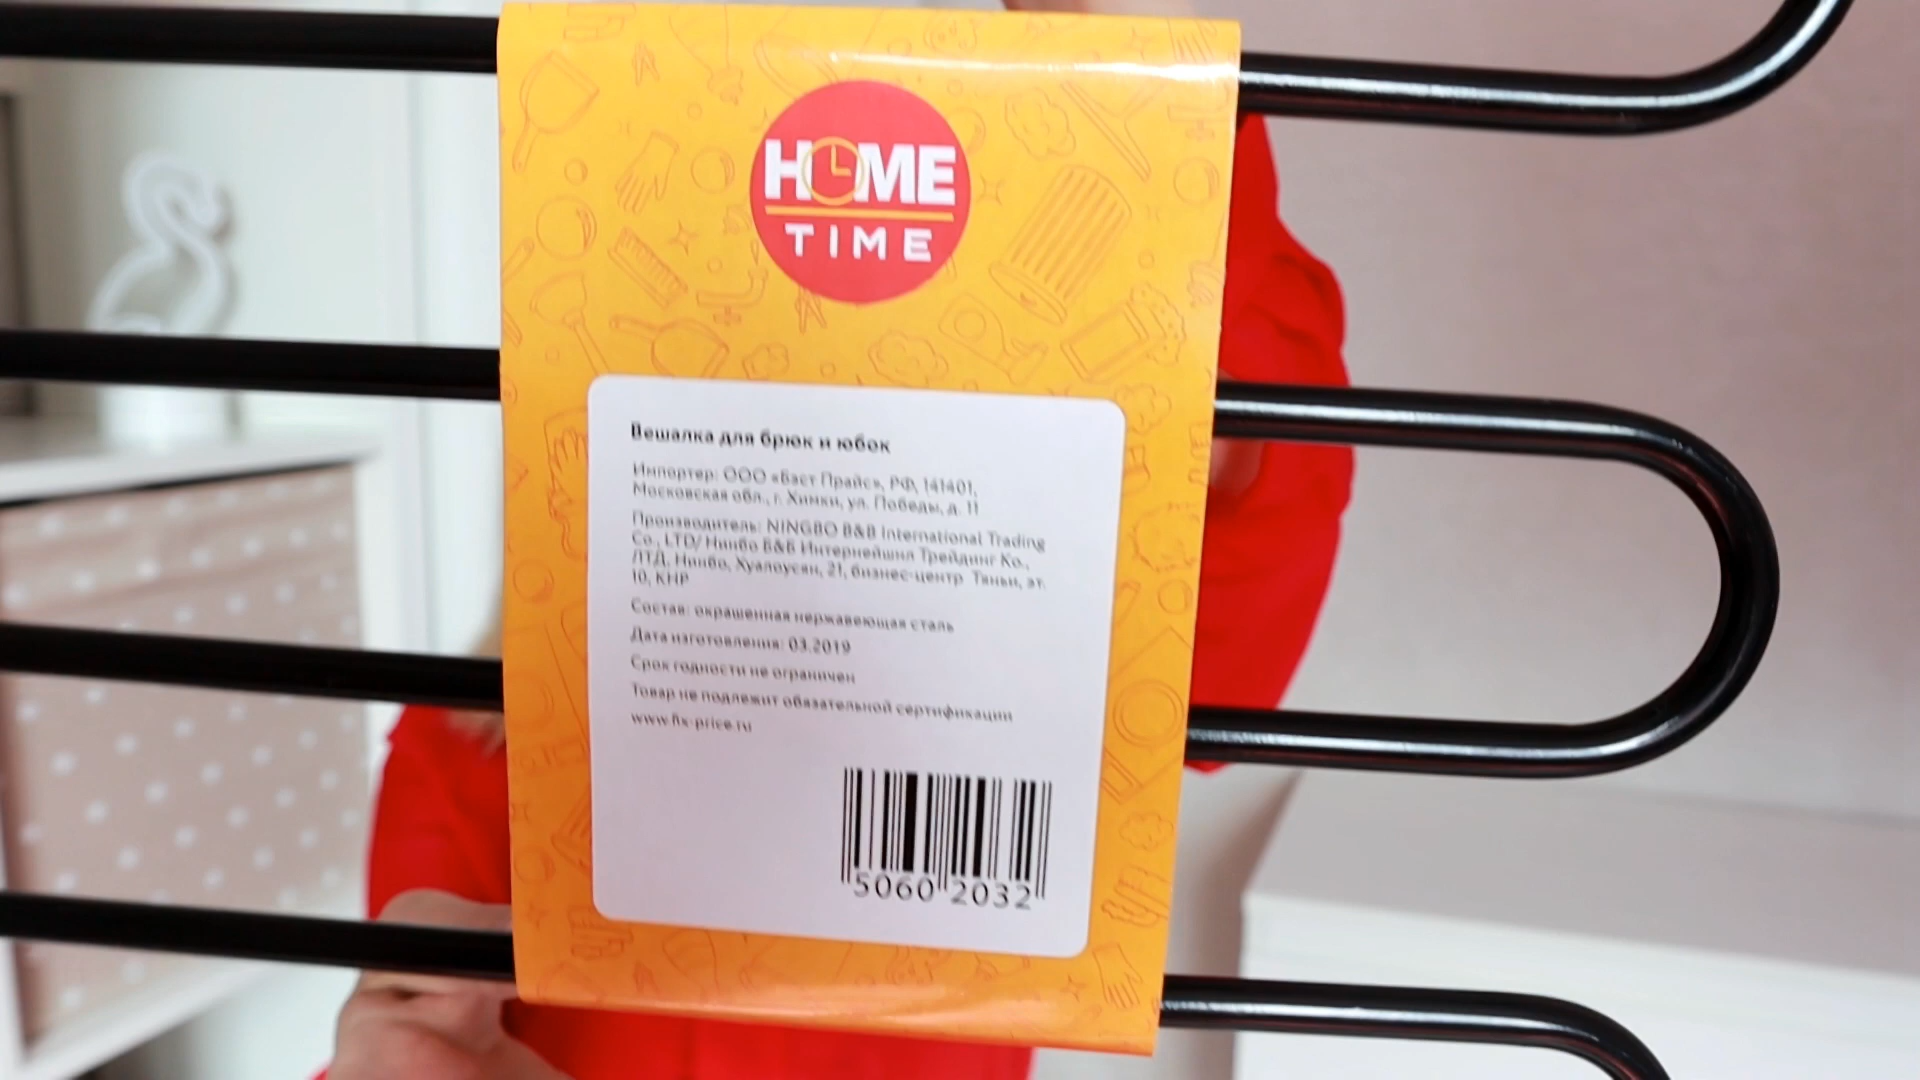 HOME
TIME
Вешалка для брюк и юбок
Импортер: ООО «Бэст Прайс», РФ, 141401,
Московская обл., г. Химки, ул. Победы, д. 11
Производитель: NINGBO B&B International Trading
Co., LTD/ Нинбо Б&Б Интернейшнл Трейдинг Ко.,
ЛТД, Нинбо, Хуалоусян, 21, бизнес-центр Тяньи, эт.
10, КНР
Состав: окрашенная нержавеющая сталь
Дата изготовления: 03.2019
Срок годности не ограничен
Товар не подлежит обязательной сертификации
www.fix-price.ru
5060 2032